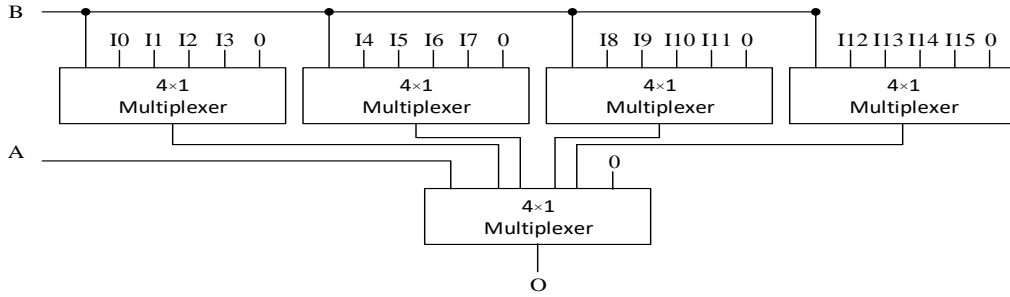 B
I0 I1 I2 I3 0 I4 I5 I6 I7 0 I8 I9 I10 I11 0 I12 I13 I14 I15 0
4×1 4×1 4×1 4×1
Multiplexer Multiplexer Multiplexer Multiplexer
A
0
4×1
Multiplexer
O